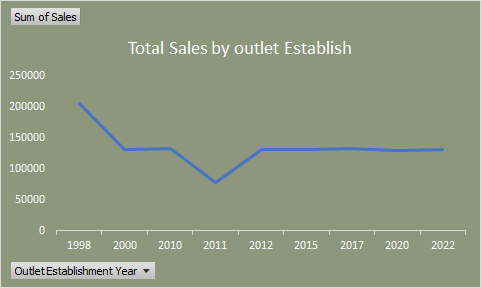 Sum of Sales
Total Sales by outlet Establish
250000
200000
150000
100000
50000
0
1998 2000 2010 2011 2012 2015 2017 2020 2022
Outlet Establishment Year